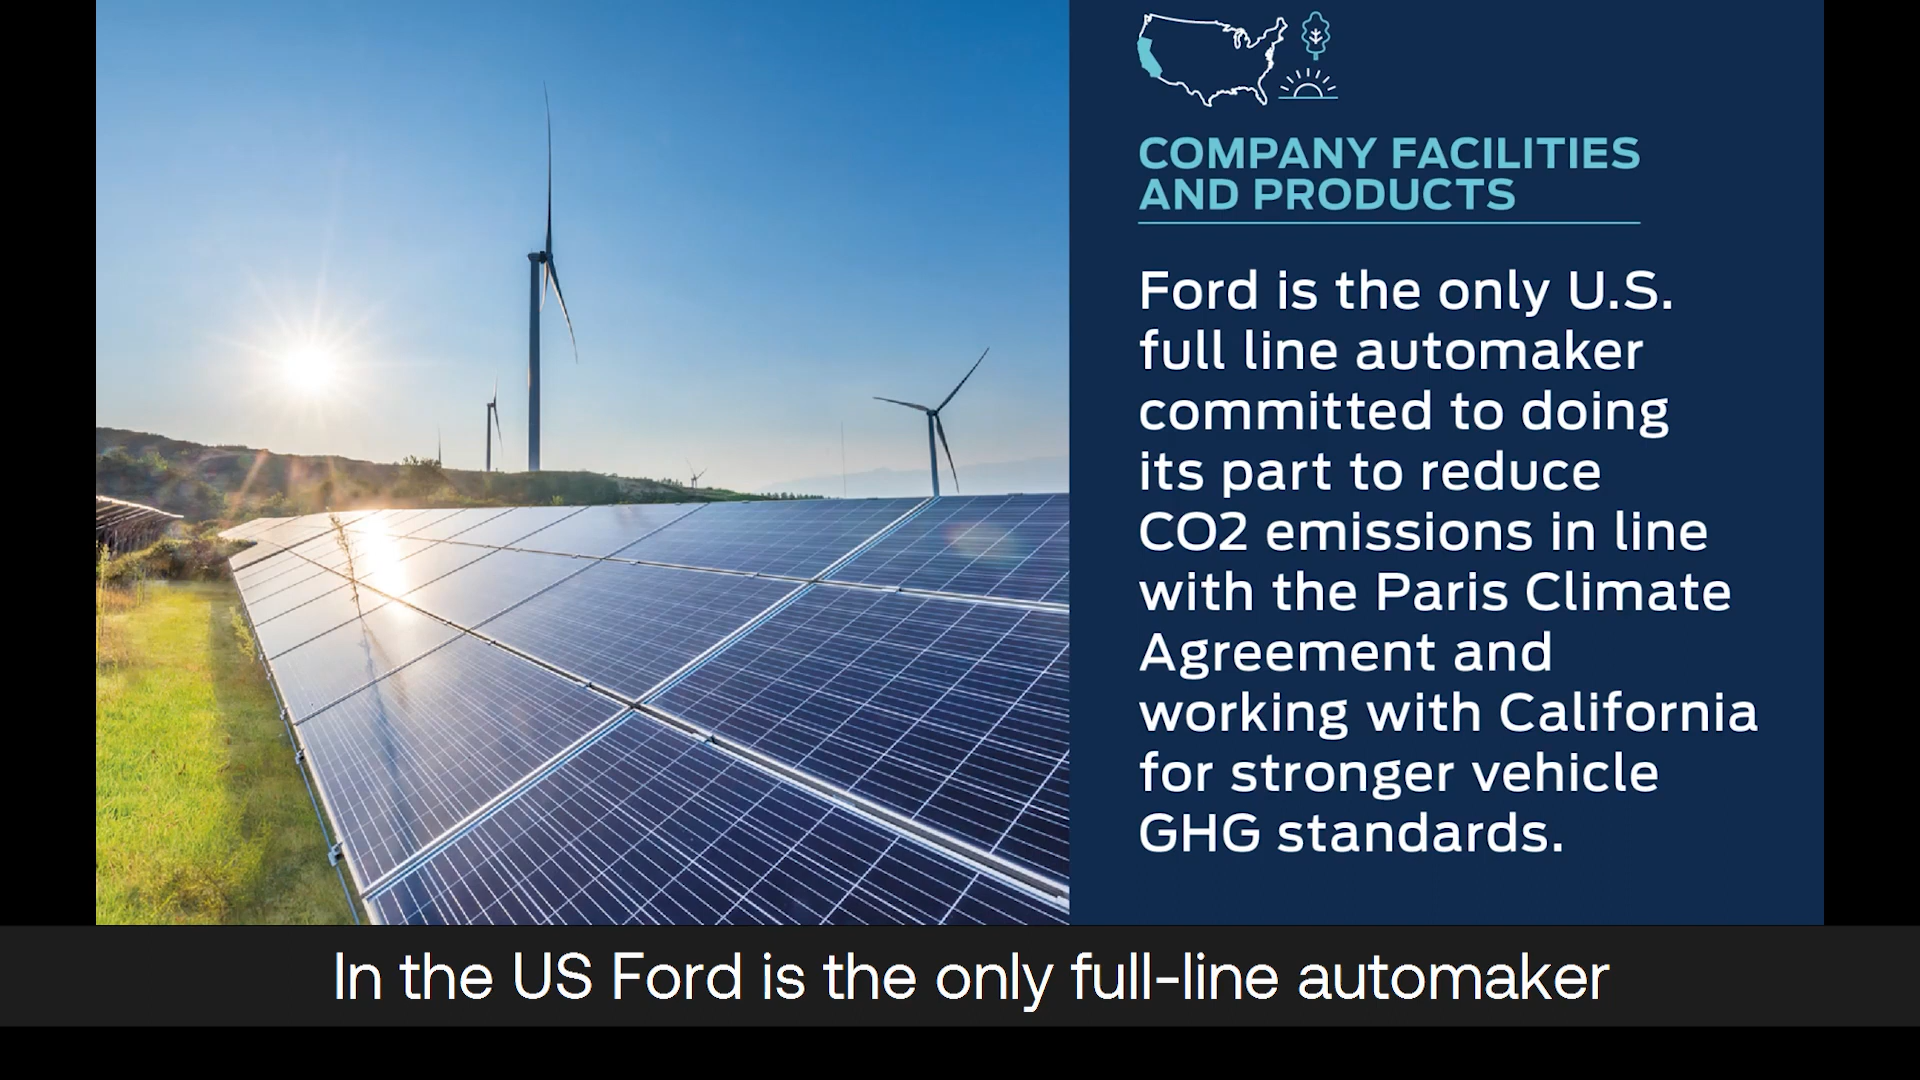 COMPANY FACILITIES
AND PRODUCTS
Ford is the only U.S.
full line automaker
committed to doing
its part to reduce
CO2 emissions in line
with the Paris Climate
Agreement and
working with California
for stronger vehicle
GHG standards.
In the US Ford is the only full-line automaker